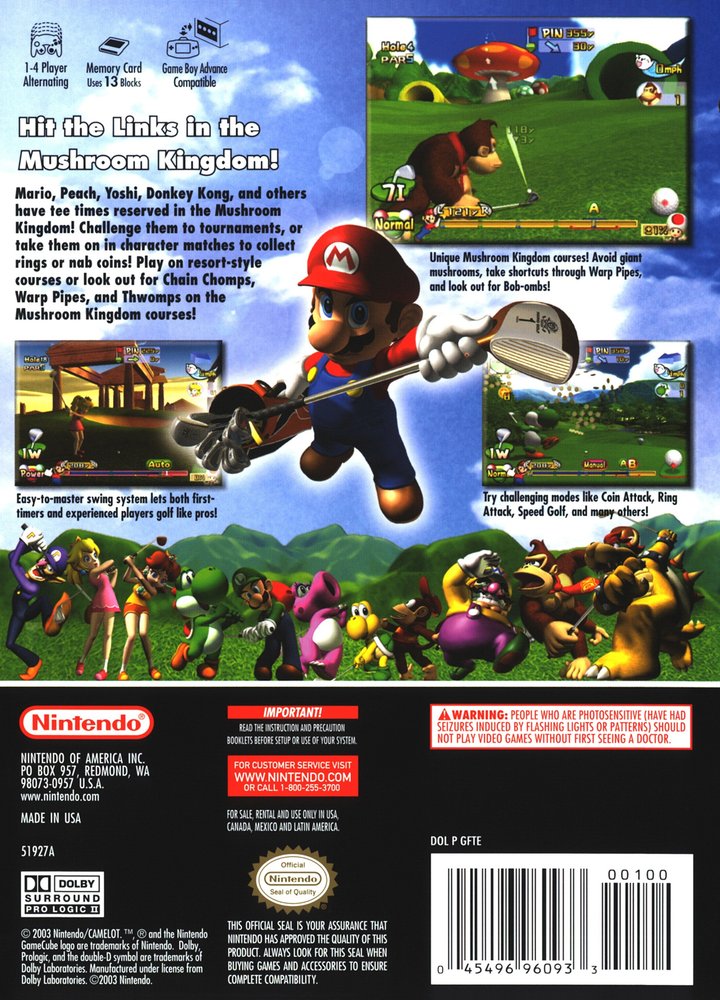 1-4 Player
Alternating
Memory Card
Uses 13 Blocks
Game Boy Advance
Compatible
Hit the Links in the
Mushroom Kingdom!
Mario, Peach, Yoshi, Donkey Kong, and others
have tee times reserved in the Mushroom
Kingdom! Challenge them to tournaments, or
take them on in character matches to collect
rings or nab coins! Play on resort-style
courses or look out for Chain Chomps,
Warp Pipes, and Thwomps on the
Mushroom Kingdom courses!
Hole4
PAR5
PIN 355y
30y
0mph
1
7I
Normal
A
Unique Mushroom Kingdom courses! Avoid giant
mushrooms, take shortcuts through Warp Pipes,
and look out for Bob-ombs!
M
1
Hole18
PIN
1W
Power
Auto
Easy-to-master swing system lets both first-
timers and experienced players golf like pros!
PIN
1W
Manual
AB
Try challenging modes like Coin Attack, Ring
Attack, Speed Golf, and many others!
Nintendo®
NINTENDO OF AMERICA INC.
PO BOX 957, REDMOND, WA
98073-0957 U.S.A.
www.nintendo.com
MADE IN USA
51927A
DOLBY
SURROUND
PRO LOGIC II
© 2003 Nintendo/CAMELOT. ™, ® and the Nintendo
GameCube logo are trademarks of Nintendo. Dolby,
Prologic, and the double-D symbol are trademarks of
Dolby Laboratories. Manufactured under license from
Dolby Laboratories. ©2003 Nintendo.
IMPORTANT!
READ THE INSTRUCTION AND PRECAUTION
BOOKLETS BEFORE SETUP OR USE OF YOUR SYSTEM.
FOR CUSTOMER SERVICE VISIT
WWW.NINTENDO.COM
OR CALL 1-800-255-3700
FOR SALE, RENTAL AND USE ONLY IN USA,
CANADA, MEXICO AND LATIN AMERICA.
Official
Nintendo
Seal of Quality
THIS OFFICIAL SEAL IS YOUR ASSURANCE THAT
NINTENDO HAS APPROVED THE QUALITY OF THIS
PRODUCT. ALWAYS LOOK FOR THIS SEAL WHEN
BUYING GAMES AND ACCESSORIES TO ENSURE
COMPLETE COMPATIBILITY.
WARNING: PEOPLE WHO ARE PHOTOSENSITIVE (HAVE HAD
SEIZURES INDUCED BY FLASHING LIGHTS OR PATTERNS) SHOULD
NOT PLAY VIDEO GAMES WITHOUT FIRST SEEING A DOCTOR.
DOL P GFTE
00100
0 45496 96093 3